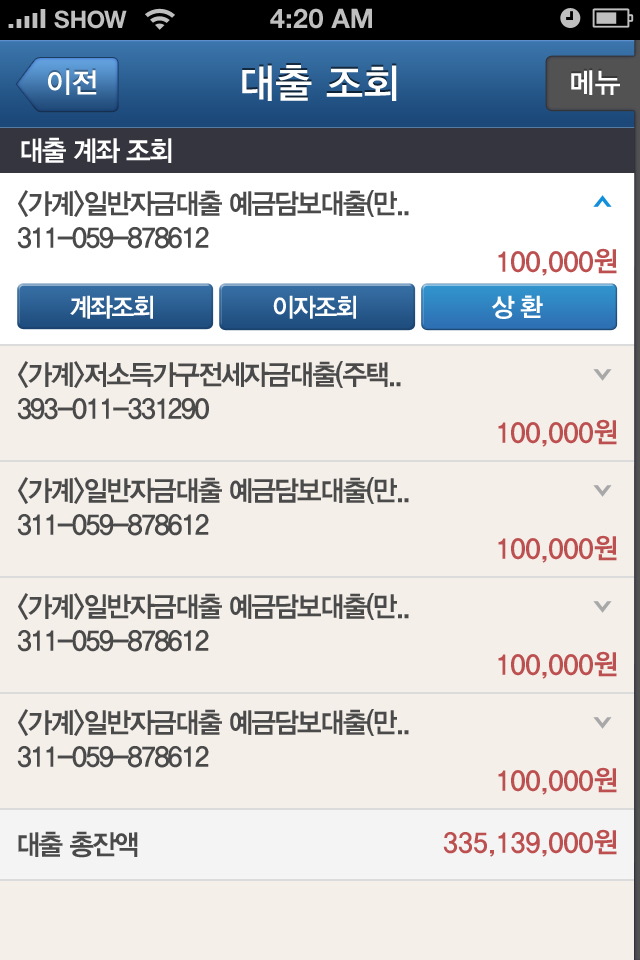 SHOW 4:20 AM
이전 대출 조회 메뉴
대출 계좌 조회
〈가계〉일반자금대출 예금담보대출(만..
311-059-878612
100,000원
계좌조회 이자조회 상 환
〈가계〉저소득가구전세자금대출(주택..
393-011-331290
100,000원
〈가계〉일반자금대출 예금담보대출(만..
311-059-878612
100,000원
〈가계〉일반자금대출 예금담보대출(만..
311-059-878612
100,000원
〈가계〉일반자금대출 예금담보대출(만..
311-059-878612
100,000원
대출 총잔액 335,139,000원